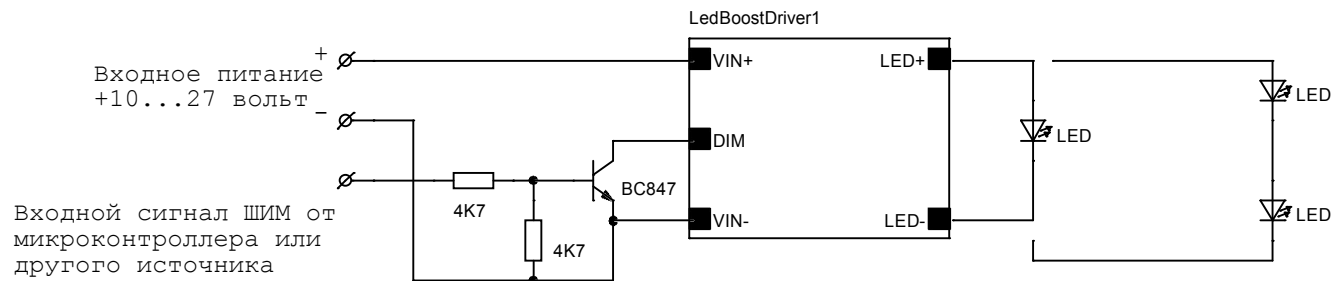 LedBoostDriver1
+
Входное питание
+10...27 вольт
−
VIN+
LED+
DIM
VIN-
LED-
LED
LED
LED
BC847
4K7
4K7
Входной сигнал ШИМ от
микроконтроллера или
другого источника